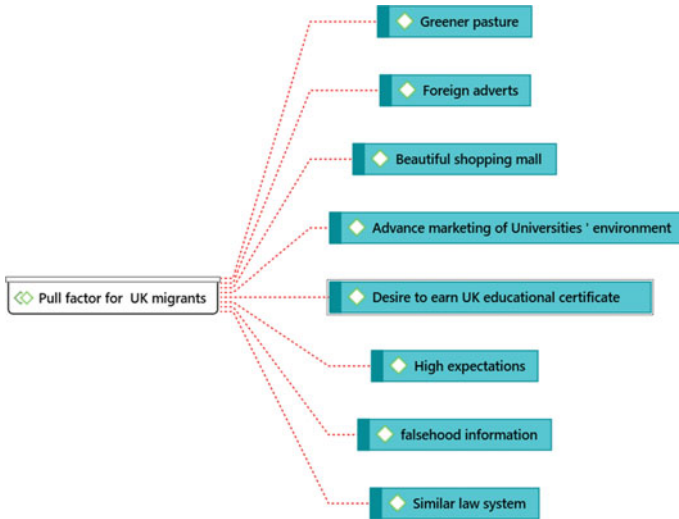 Greener pasture
Foreign adverts
Beautiful shopping mall
Advance marketing of Universities ' environment
Pull factor for UK migrants
Desire to earn UK educational certificate
High expectations
falsehood information
Similar law system